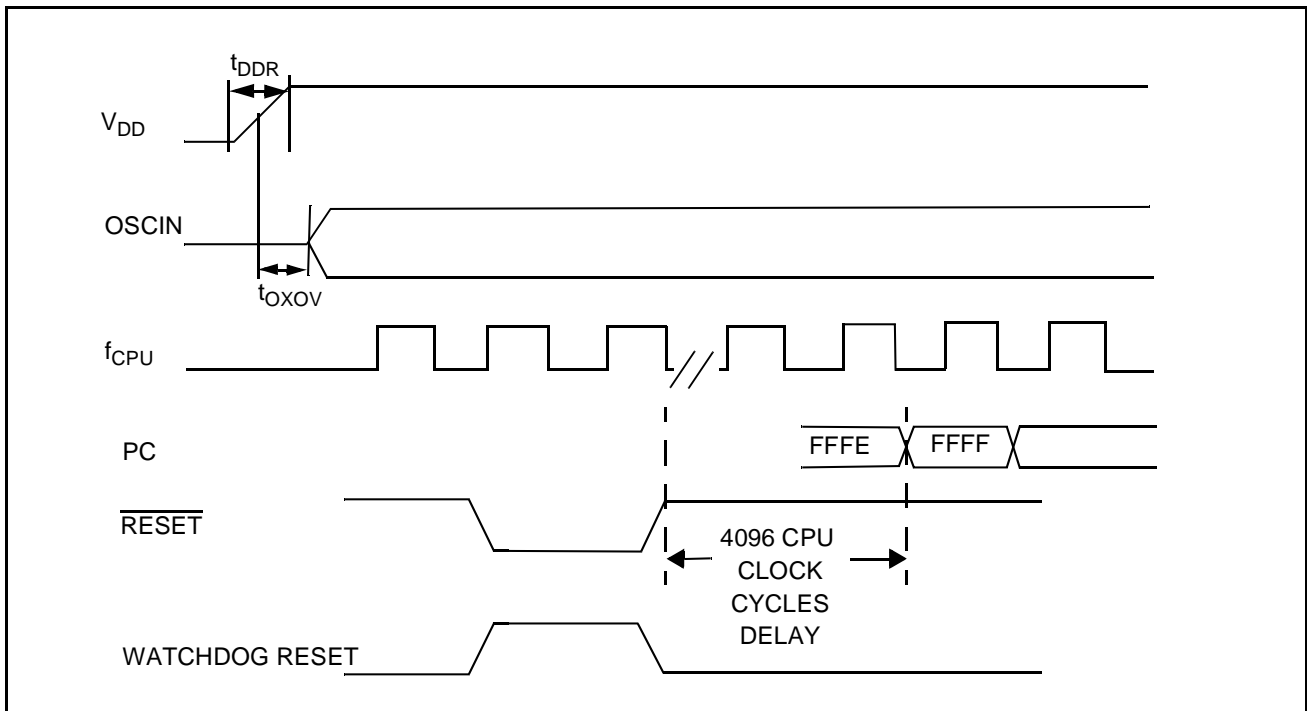 tDDR
VDD
OSCIN
tOXOV
fCPU
PC
FFFE
FFFF
RESET
4096 CPU
CLOCK
CYCLES
DELAY
WATCHDOG RESET